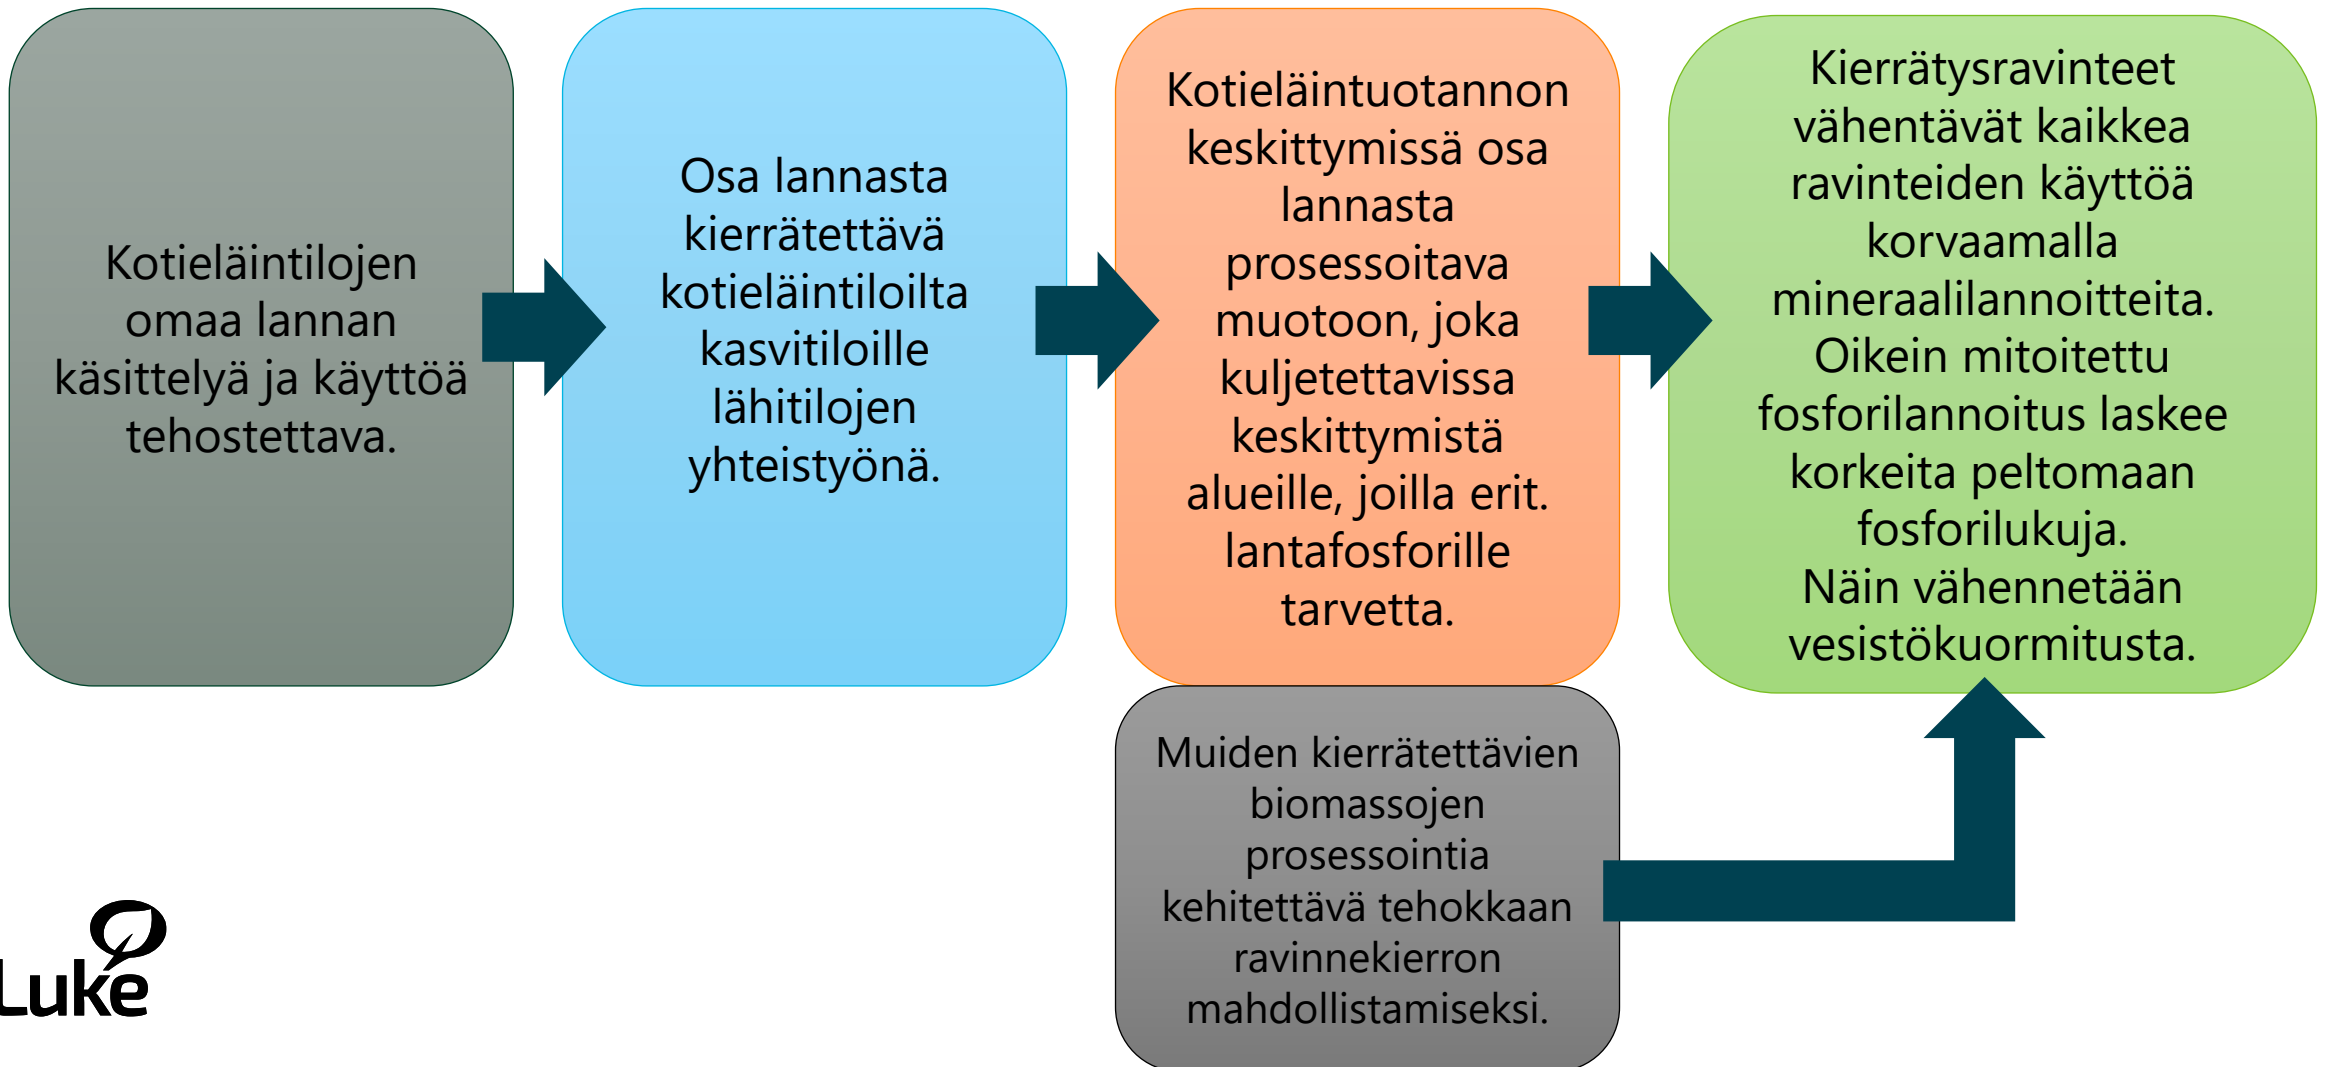 Kotieläintilojen
omaa lannan
käsittelyä ja käyttöä
tehostettava.
Osa lannasta
kierrätettävä
kotieläintiloilta
kasvitiloille
lähitilojen
yhteistyönä.
Kotieläintuotannon
keskittymissä osa
lannasta
prosessoitava
muotoon, joka
kuljetettavissa
keskittymistä
alueille, joilla erit.
lantafosforille
tarvetta.
Kierrätysravinteet
vähentävät kaikkea
ravinteiden käyttöä
korvaamalla
mineraalilannoitteita.
Oikein mitoitettu
fosforilannoitus laskee
korkeita peltomaan
fosforilukuja.
Näin vähennetään
vesistökuormitusta.
Muiden kierrätettävien
biomassojen
prosessointia
kehitettävä tehokkaan
ravinnekierron
mahdollistamiseksi.
Luke